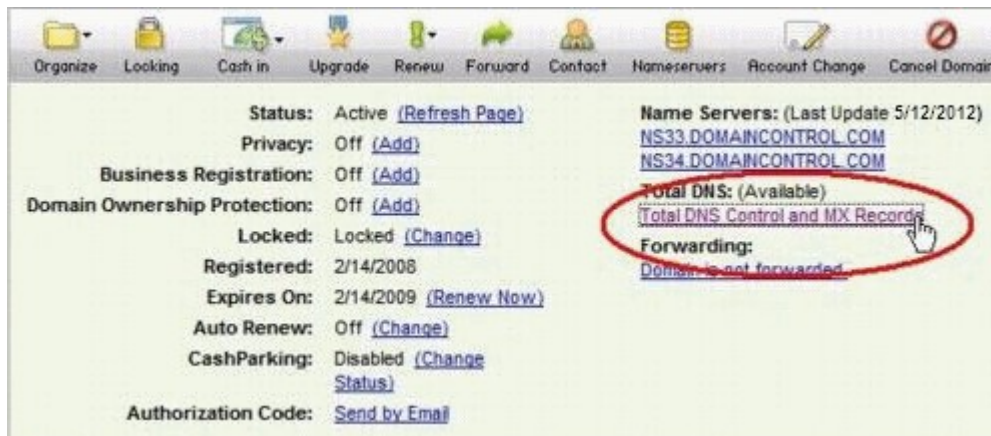 Organize Locking Cash in Upgrade Renew Forward Contact Nameservers Account Change Cancel Domain
Status: Active (Refresh Page)
Privacy: Off (Add)
Business Registration: Off (Add)
Domain Ownership Protection: Off (Add)
Locked: Locked (Change)
Registered: 2/14/2008
Expires On: 2/14/2009 (Renew Now)
Auto Renew: Off (Change)
CashParking: Disabled (Change
Status)
Authorization Code: Send by Email
Name Servers: (Last Update 5/12/2012)
NS33.DOMAINCONTROL.COM
NS34.DOMAINCONTROL.COM
Total DNS: (Available)
Total DNS Control and MX Records
Forwarding:
Domain is not forwarded.